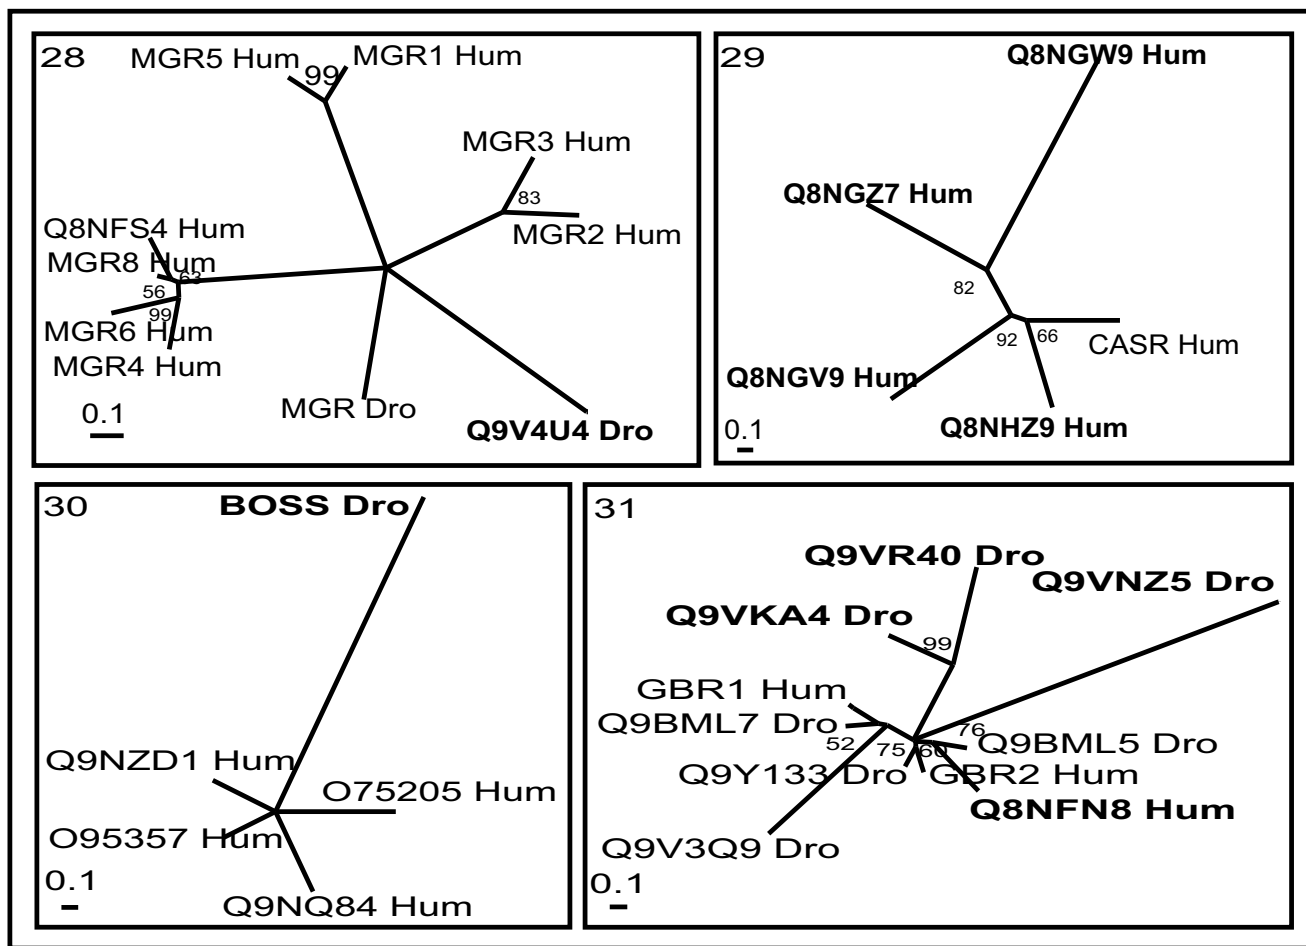 28
MGR5 Hum
99
MGR1 Hum
MGR3 Hum
83
MGR2 Hum
Q8NFS4 Hum
MGR8 Hum
63
56
99
MGR6 Hum
MGR4 Hum
MGR Dro
Q9V4U4 Dro
0.1
29
Q8NGW9 Hum
Q8NGZ7 Hum
82
92
66
CASR Hum
Q8NGV9 Hum
Q8NHZ9 Hum
0.1
30
BOSS Dro
Q9NZD1 Hum
O75205 Hum
O95357 Hum
Q9NQ84 Hum
0.1
31
Q9VR40 Dro
Q9VNZ5 Dro
Q9VKA4 Dro
99
GBR1 Hum
Q9BML7 Dro
52
75
60
76
Q9BML5 Dro
Q9Y133 Dro
GBR2 Hum
Q8NFN8 Hum
Q9V3Q9 Dro
0.1